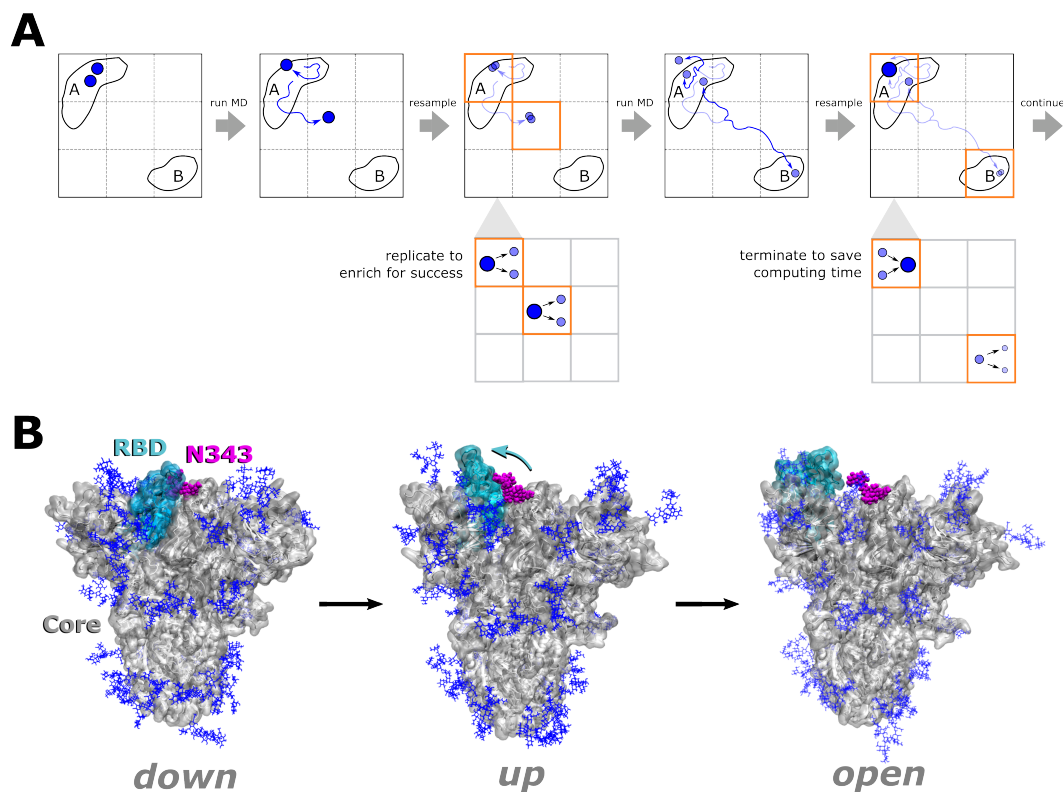 A
A
B
run MD
A
B
resample
A
B
run MD
A
B
resample
A
B
continue
replicate to
enrich for success
terminate to save
computing time
B
RBD
N343
Core
down
up
open